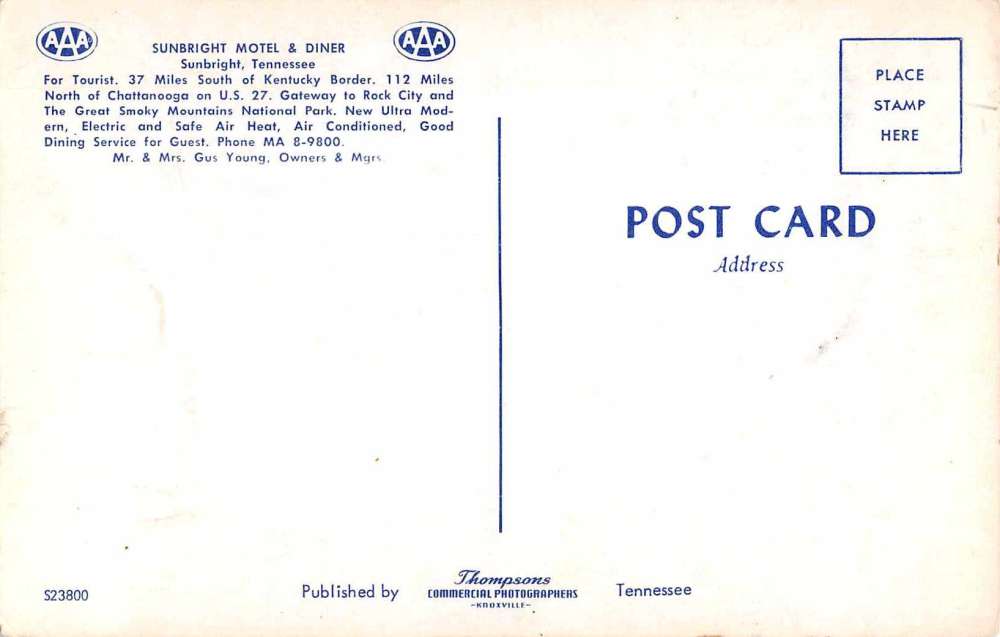 AAA
AAA
SUNBRIGHT MOTEL & DINER
Sunbright, Tennessee
For Tourist. 37 Miles South of Kentucky Border. 112 Miles
North of Chattanooga on U.S. 27. Gateway to Rock City and
The Great Smoky Mountains National Park. New Ultra Mod-
ern, Electric and Safe Air Heat, Air Conditioned, Good
Dining Service for Guest. Phone MA 8-9800.
Mr. & Mrs. Gus Young, Owners & Mgrs.
PLACE
STAMP
HERE
POST CARD
Address
S23800
Published by
Thompsons
COMMERCIAL PHOTOGRAPHERS
-KNOXVILLE-
Tennessee